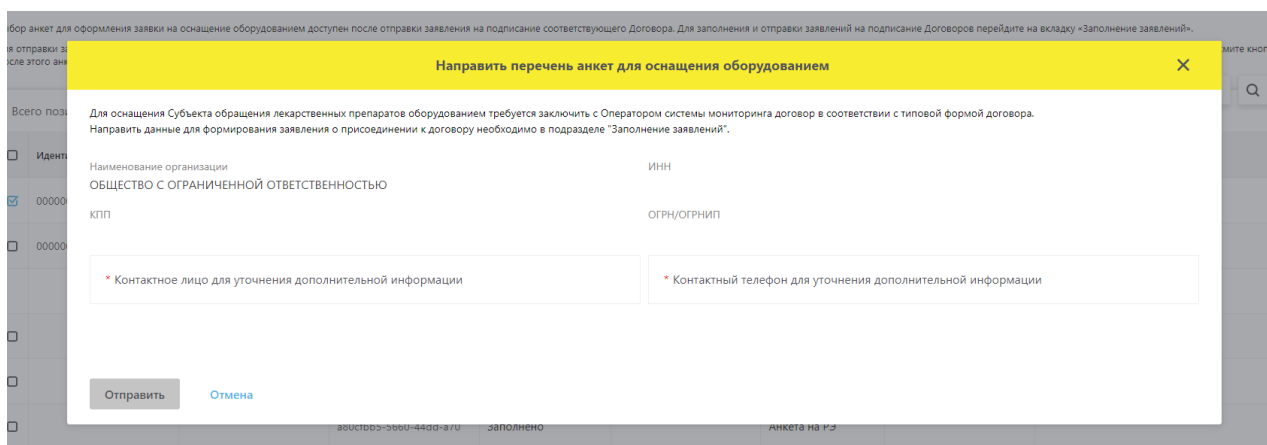 бор анкет для оформления заявки на оснащение оборудованием доступен после отправки заявления на подписание соответствующего Договора. Для заполнения и отправки заявлений на подписание Договоров перейдите на вкладку «Заполнение заявлений».
Направить перечень анкет для оснащения оборудованием
Всего пози
Для оснащения Субъекта обращения лекарственных препаратов оборудованием требуется заключить с Оператором системы мониторинга договор в соответствии с типовой формой договора.
Направить данные для формирования заявления о присоединении к договору необходимо в подразделе "Заполнение заявлений".
Иденти
Наименование организации ИНН
ОБЩЕСТВО С ОГРАНИЧЕННОЙ ОТВЕТСТВЕННОСТЬЮ
КПП ОГРН/ОГРНИП
* Контактное лицо для уточнения дополнительной информации * Контактный телефон для уточнения дополнительной информации
Отправить Отмена
Заполнено Анкета на РЭ